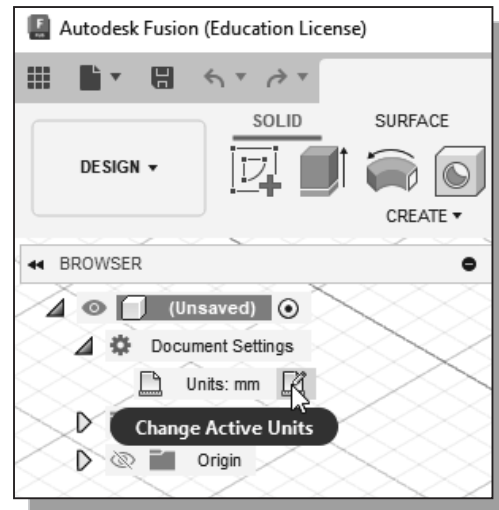 Autodesk Fusion (Education License)
SOLID SURFACE
DESIGN
CREATE
BROWSER
(Unsaved)
Document Settings
Units: mm
Change Active Units
Origin